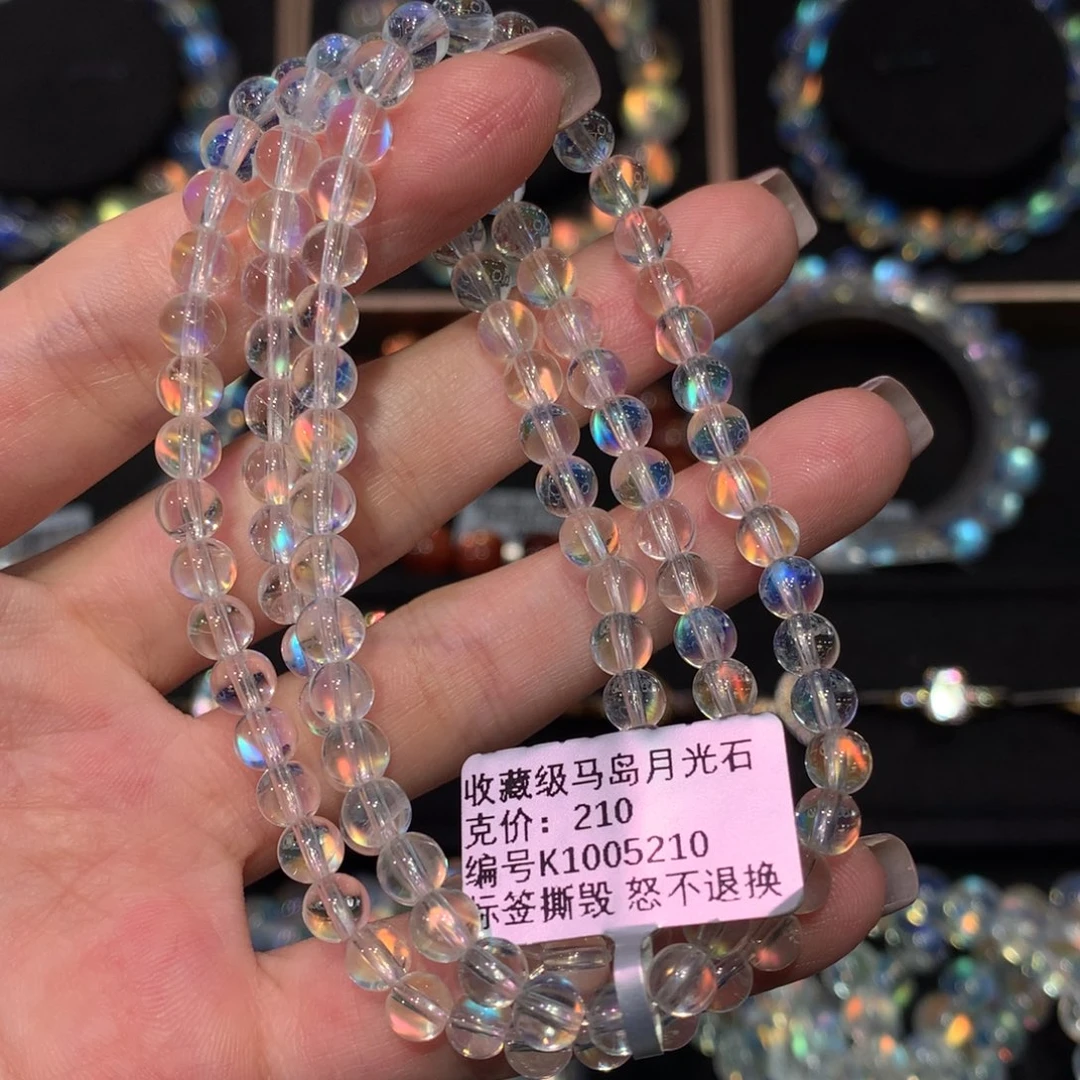 收藏级马岛月光石
克价：210
编号K1005210
标签撕毁 怒不退换